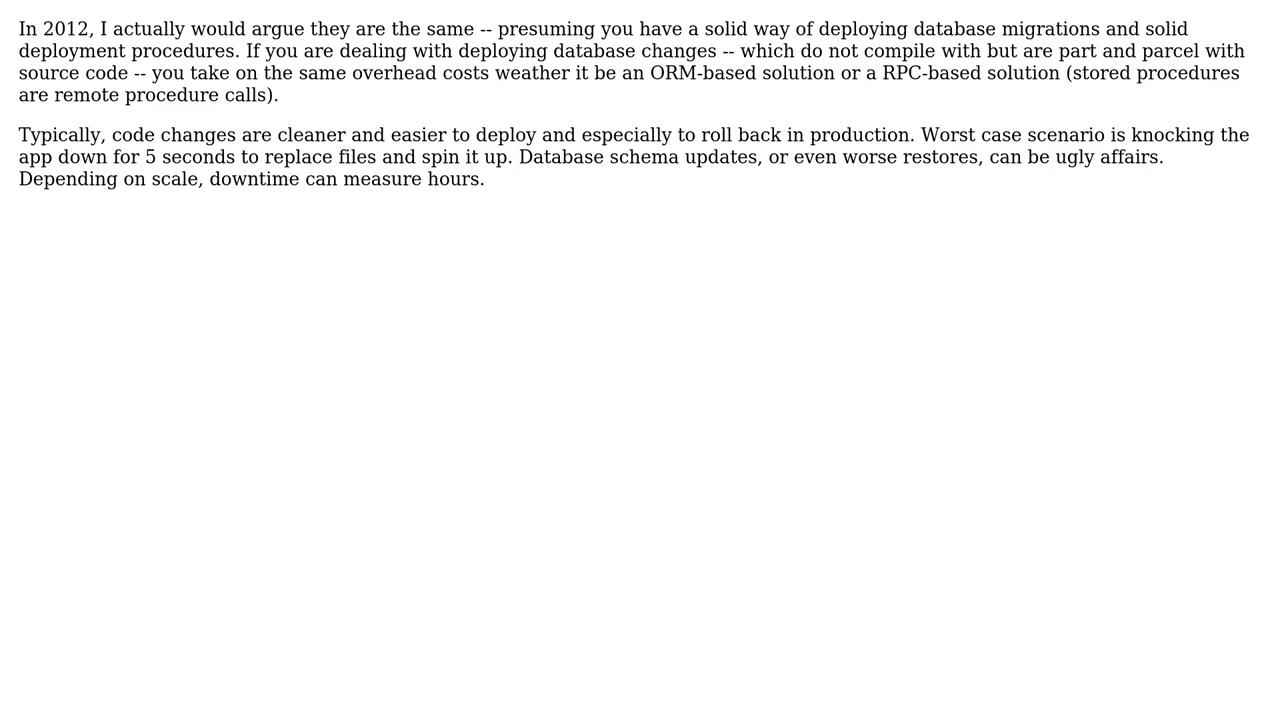 In 2012, I actually would argue they are the same -- presuming you have a solid way of deploying database migrations and solid
deployment procedures. If you are dealing with deploying database changes -- which do not compile with but are part and parcel with
source code -- you take on the same overhead costs weather it be an ORM-based solution or a RPC-based solution (stored procedures
are remote procedure calls).
Typically, code changes are cleaner and easier to deploy and especially to roll back in production. Worst case scenario is knocking the
app down for 5 seconds to replace files and spin it up. Database schema updates, or even worse restores, can be ugly affairs.
Depending on scale, downtime can measure hours.